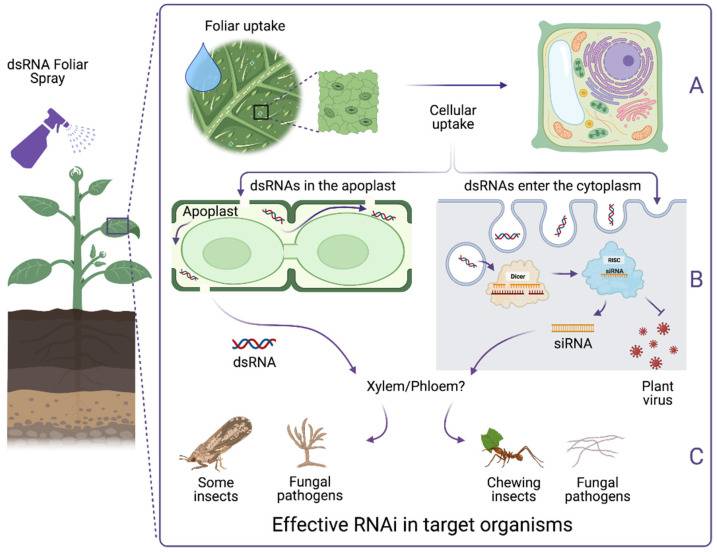 dsRNA Foliar
Spray
Foliar uptake
A
Cellular
uptake
dsRNAs in the apoplast
dsRNAs enter the cytoplasm
Apoplast
Dicer
RISC
siRNA
B
dsRNA
siRNA
Plant
virus
Xylem/Phloem?
C
Some
insects
Fungal
pathogens
Chewing
insects
Fungal
pathogens
Effective RNAi in target organisms